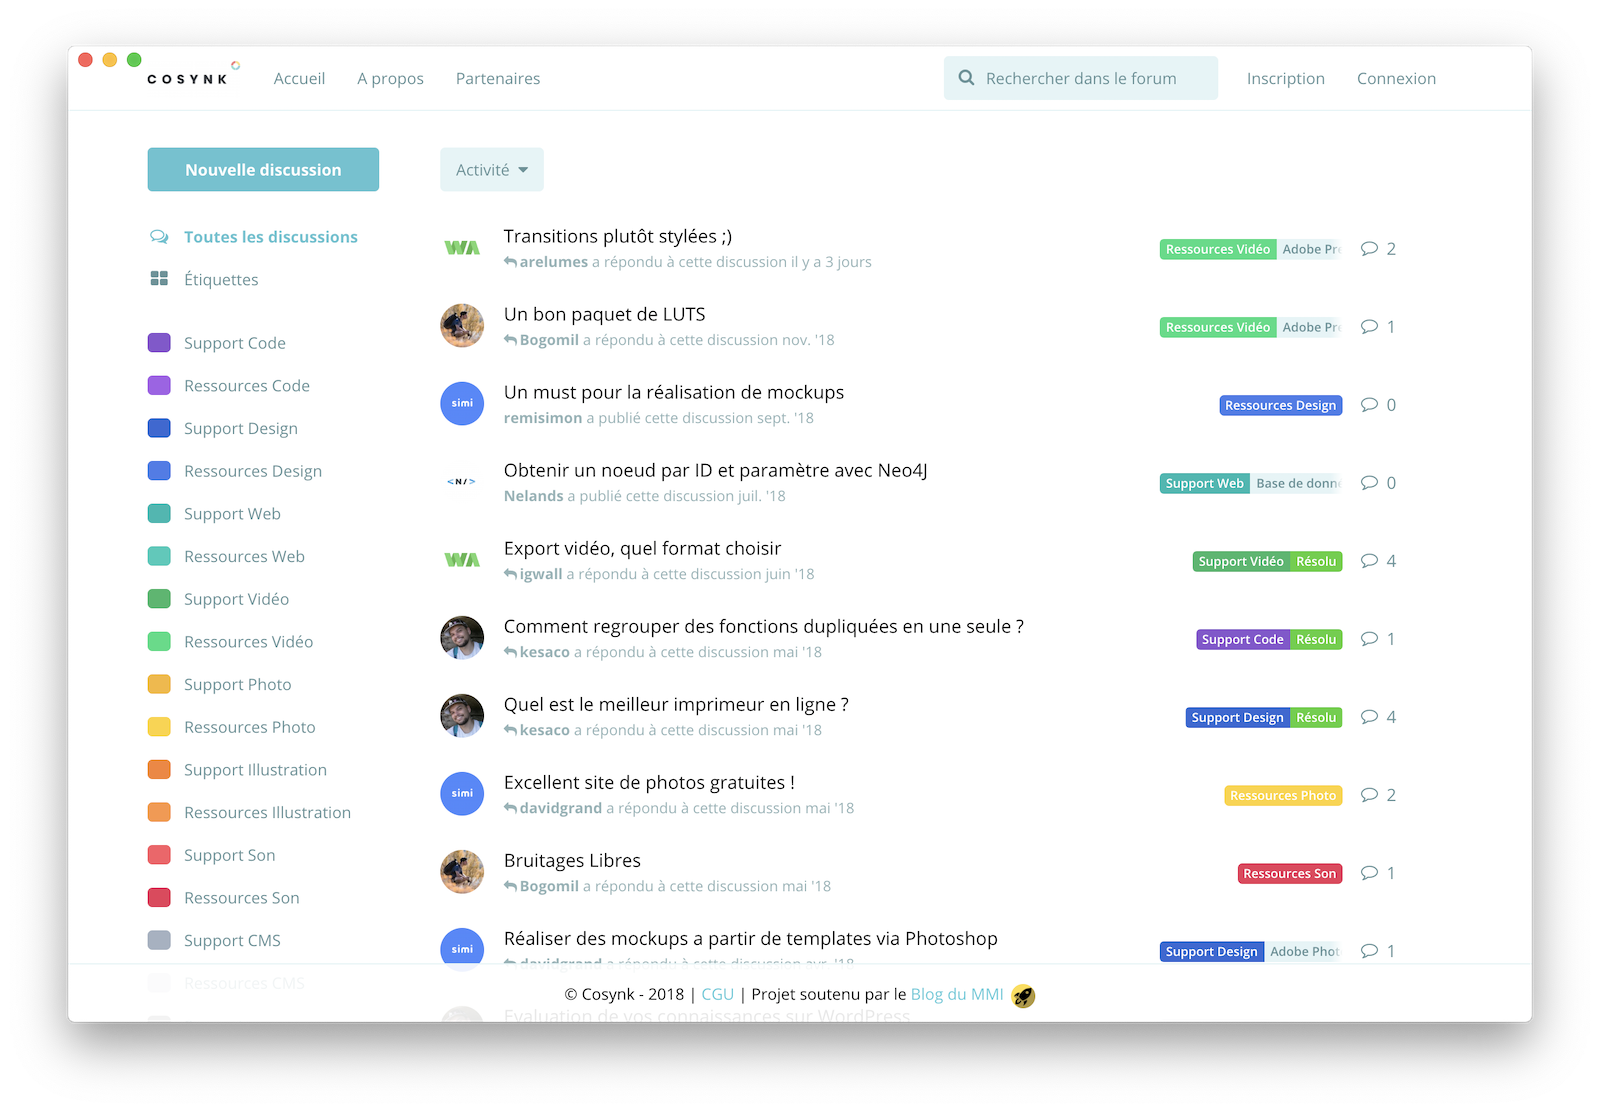 COSYNK
Accueil
A propos
Partenaires
Rechercher dans le forum
Inscription
Connexion
Nouvelle discussion
Toutes les discussions
Étiquettes
Support Code
Ressources Code
Support Design
Ressources Design
Support Web
Ressources Web
Support Vidéo
Ressources Vidéo
Support Photo
Ressources Photo
Support Illustration
Ressources Illustration
Support Son
Ressources Son
Support CMS
Ressources CMS
Activité
WA
Transitions plutôt stylées ;)
arelumes a répondu à cette discussion il y a 3 jours
Ressources Vidéo Adobe Pre
2
Un bon paquet de LUTS
Bogomil a répondu à cette discussion nov. '18
Ressources Vidéo Adobe Pre
1
simi
Un must pour la réalisation de mockups
remisimon a publié cette discussion sept. '18
Ressources Design
0
<N/>
Obtenir un noeud par ID et paramètre avec Neo4J
Nelands a publié cette discussion juil. '18
Support Web Base de donn
0
WA
Export vidéo, quel format choisir
igwall a répondu à cette discussion juin '18
Support Vidéo Résolu
4
Comment regrouper des fonctions dupliquées en une seule ?
kesaco a répondu à cette discussion mai '18
Support Code Résolu
1
Quel est le meilleur imprimeur en ligne ?
kesaco a répondu à cette discussion mai '18
Support Design Résolu
4
simi
Excellent site de photos gratuites !
davidgrand a répondu à cette discussion mai '18
Ressources Photo
2
Bruitages Libres
Bogomil a répondu à cette discussion mai '18
Ressources Son
1
simi
Réaliser des mockups a partir de templates via Photoshop
davidgrand a répondu à cette discussion avr. '18
Support Design Adobe Phot
1
© Cosynk - 2018 | CGU | Projet soutenu par le Blog du MMI
Evaluation de vos connaissances sur WordPress